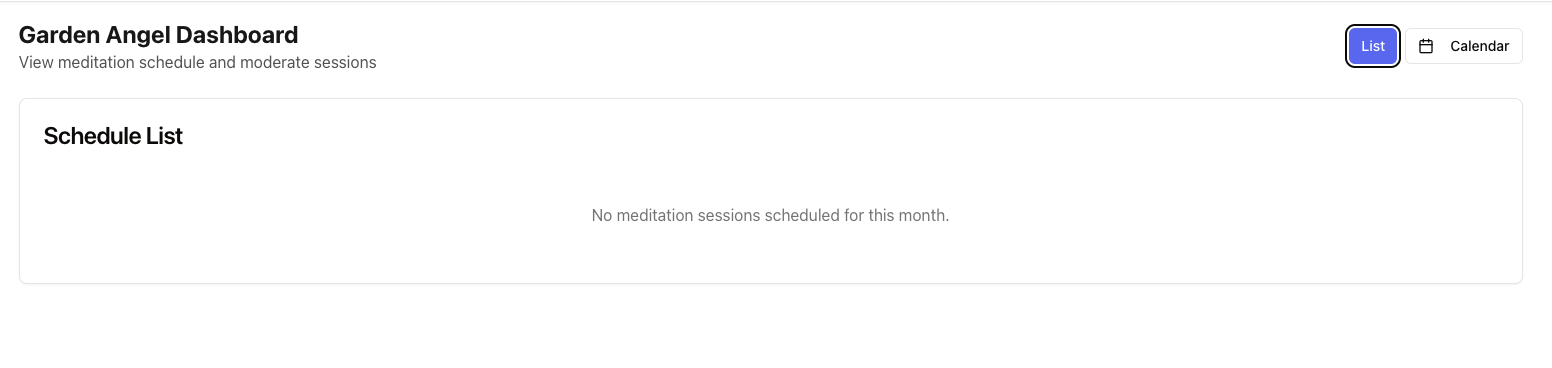 Garden Angel Dashboard
View meditation schedule and moderate sessions
List
Calendar
Schedule List
No meditation sessions scheduled for this month.